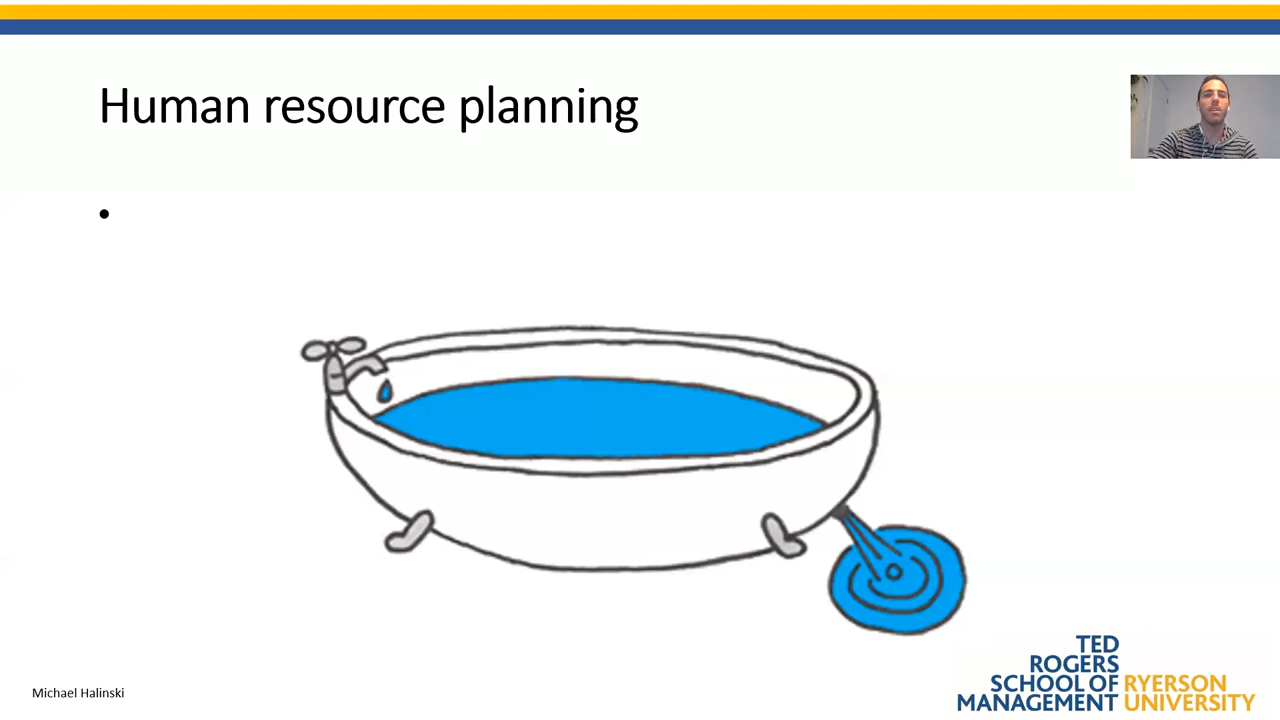 Human resource planning
•
Michael Halinski
TED
ROGERS
SCHOOL OF
MANAGEMENT
RYERSON
UNIVERSITY